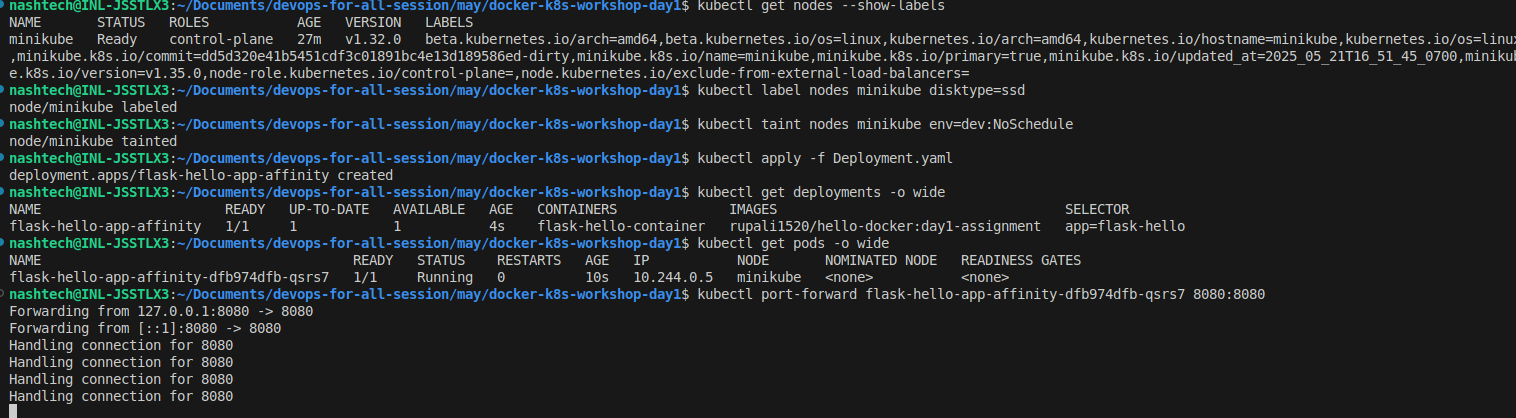 nashtech@INL-JSSTLX3:~/Documents/devops-for-all-session/may/docker-k8s-workshop-day1$ kubectl get nodes --show-labels
NAME STATUS ROLES AGE VERSION LABELS
minikube Ready control-plane 27m v1.32.0 beta.kubernetes.io/arch=amd64,beta.kubernetes.io/os=linux,kubernetes.io/arch=amd64,kubernetes.io/hostname=minikube,kubernetes.io/os=linux
,minikube.k8s.io/commit=dd5d320e41b5451cdf3c01891bc4e13d189586ed-dirty,minikube.k8s.io/name=minikube,minikube.k8s.io/primary=true,minikube.k8s.io/updated_at=2025_05_21T16_51_45_0700,minikub
e.k8s.io/version=v1.35.0,node-role.kubernetes.io/control-plane=,node.kubernetes.io/exclude-from-external-load-balancers=
nashtech@INL-JSSTLX3:~/Documents/devops-for-all-session/may/docker-k8s-workshop-day1$ kubectl label nodes minikube disktype=ssd
node/minikube labeled
nashtech@INL-JSSTLX3:~/Documents/devops-for-all-session/may/docker-k8s-workshop-day1$ kubectl taint nodes minikube env=dev:NoSchedule
node/minikube tainted
nashtech@INL-JSSTLX3:~/Documents/devops-for-all-session/may/docker-k8s-workshop-day1$ kubectl apply -f Deployment.yaml
deployment.apps/flask-hello-app-affinity created
nashtech@INL-JSSTLX3:~/Documents/devops-for-all-session/may/docker-k8s-workshop-day1$ kubectl get deployments -o wide
NAME READY UP-TO-DATE AVAILABLE AGE CONTAINERS IMAGES SELECTOR
flask-hello-app-affinity 1/1 1 1 4s flask-hello-container rupali1520/hello-docker:day1-assignment app=flask-hello
nashtech@INL-JSSTLX3:~/Documents/devops-for-all-session/may/docker-k8s-workshop-day1$ kubectl get pods -o wide
NAME READY STATUS RESTARTS AGE IP NODE NOMINATED NODE READINESS GATES
flask-hello-app-affinity-dfb974dfb-qsrs7 1/1 Running 0 10s 10.244.0.5 minikube <none> <none>
nashtech@INL-JSSTLX3:~/Documents/devops-for-all-session/may/docker-k8s-workshop-day1$ kubectl port-forward flask-hello-app-affinity-dfb974dfb-qsrs7 8080:8080
Forwarding from 127.0.0.1:8080 -> 8080
Forwarding from [::1]:8080 -> 8080
Handling connection for 8080
Handling connection for 8080
Handling connection for 8080
Handling connection for 8080